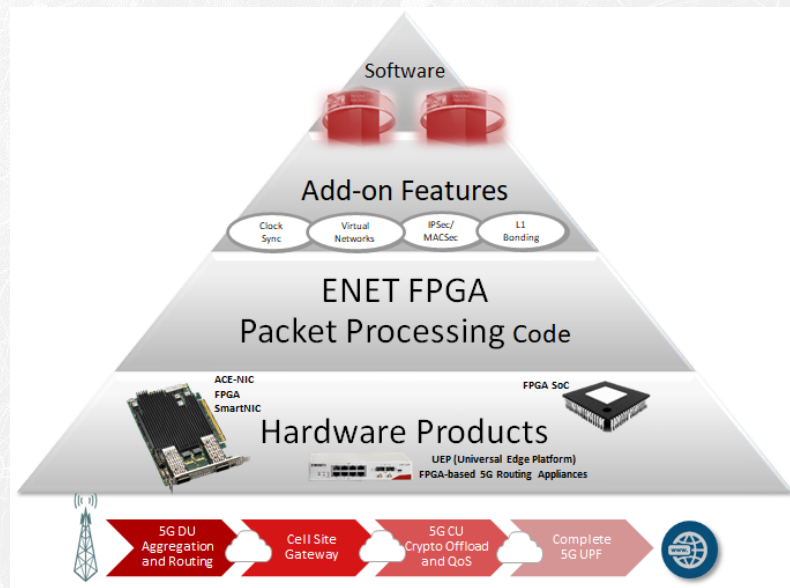 Software
Add-on Features
Clock
Sync
Virtual
Networks
IPSec/
MACSec
L1
Bonding
ENET FPGA
Packet Processing Code
ACE-NIC
FPGA
SmartNIC
FPGA SoC
Hardware Products
UEP (Universal Edge Platform)
FPGA-based 5G Routing Appliances
5G DU
Aggregation
and Routing
Cell Site
Gateway
5G CU
Crypto Offload
and QoS
Complete
5G UPF
www.